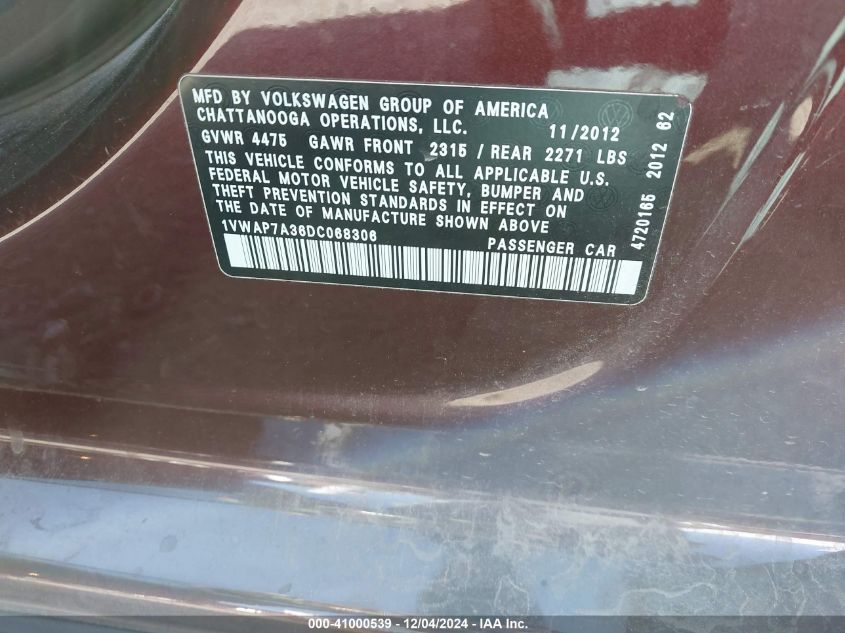 MFD BY VOLKSWAGEN GROUP OF AMERICA
CHATTANOOGA OPERATIONS, LLC. 11/2012
GVWR 4475 GAWR FRONT 2315 / REAR 2271 LBS
THIS VEHICLE CONFORMS TO ALL APPLICABLE U.S.
FEDERAL MOTOR VEHICLE SAFETY, BUMPER AND
THEFT PREVENTION STANDARDS IN EFFECT ON
THE DATE OF MANUFACTURE SHOWN ABOVE
1VWAP7A36DC068306 PASSENGER CAR
4720165 2012 62
000-41000539 - 12/04/2024 - IAA Inc.